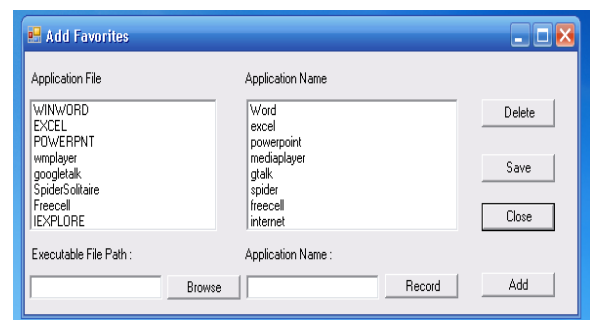 Add Favorites
Application File
Application Name
WINWORD
EXCEL
POWERPNT
wmplayer
googletalk
SpiderSolitaire
Freecell
IEXPLORE
Word
excel
powerpoint
mediaplayer
gtalk
spider
freecell
internet
Delete
Save
Close
Executable File Path :
Application Name :
Browse
Record
Add